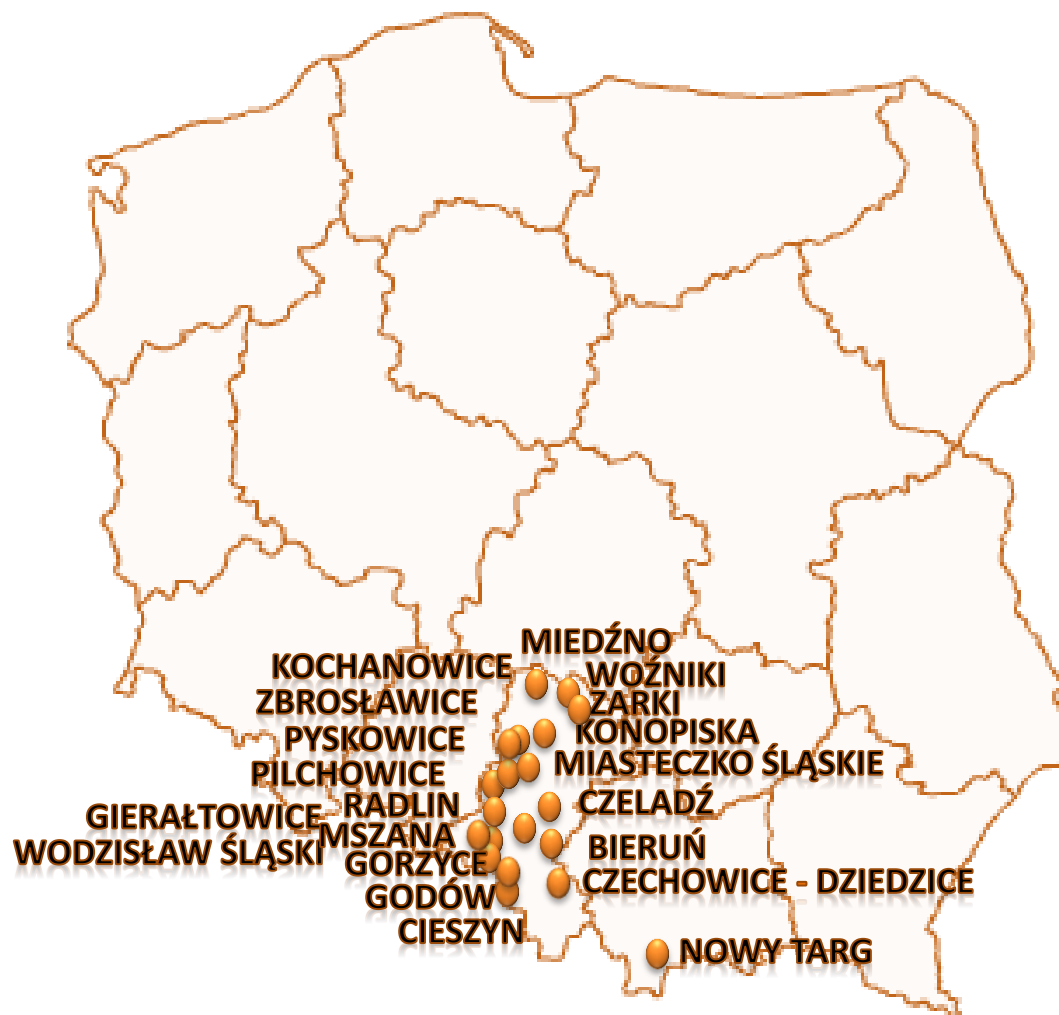 MIEDŹNO
KOCHANOWICE
WOŹNIKI
ZBROSŁAWICE
ZARKI
PYSKOWICE
KONOPISKA
PILCHOWICE
MIASTECZKO ŚLĄSKIE
RADLIN
CZELADŹ
GIERAŁTOWICE
MSZANA
WODZISŁAW ŚLĄSKI
BIERUŃ
GORZYCE
CZECHOWICE - DZIEDZICE
GODÓW
CIESZYN
NOWY TARG